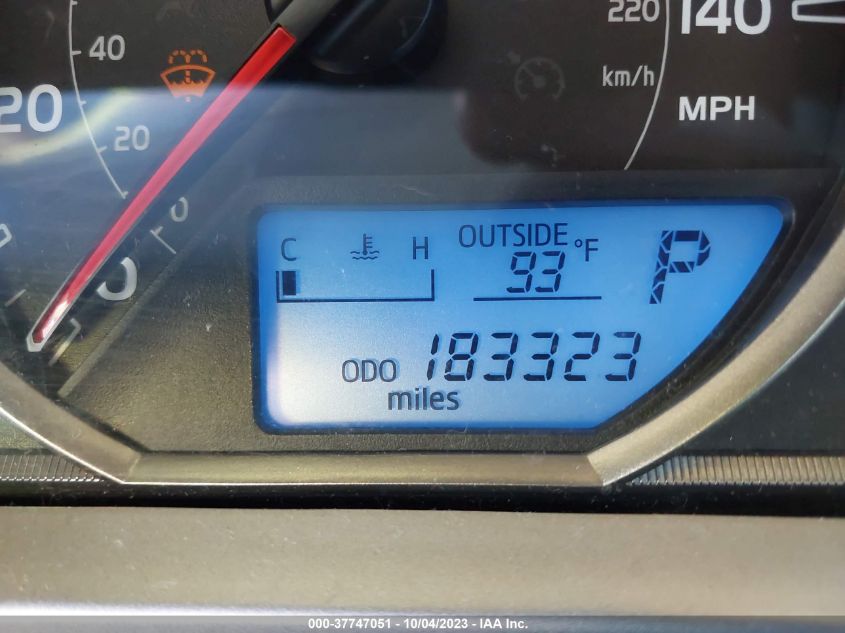 220
140
40
km/h
20
MPH
20
0
0
C H
OUTSIDE
93 °F
P
ODO 183323
miles
000-37747051 - 10/04/2023 - IAA Inc.